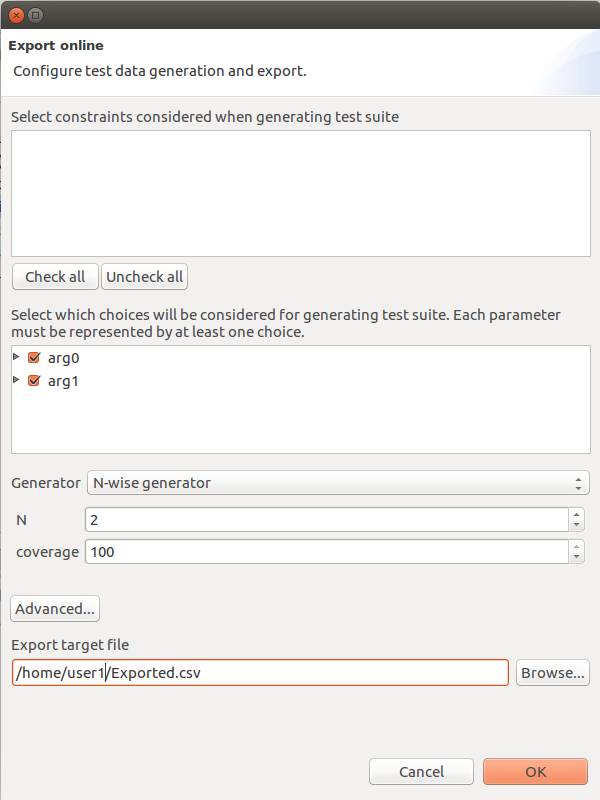 Export online
Configure test data generation and export.
Select constraints considered when generating test suite
Check all
Uncheck all
Select which choices will be considered for generating test suite. Each parameter
must be represented by at least one choice.
arg0
arg1
Generator
N-wise generator
N
2
coverage
100
Advanced...
Export target file
/home/user1/Exported.csv
Browse...
Cancel
OK